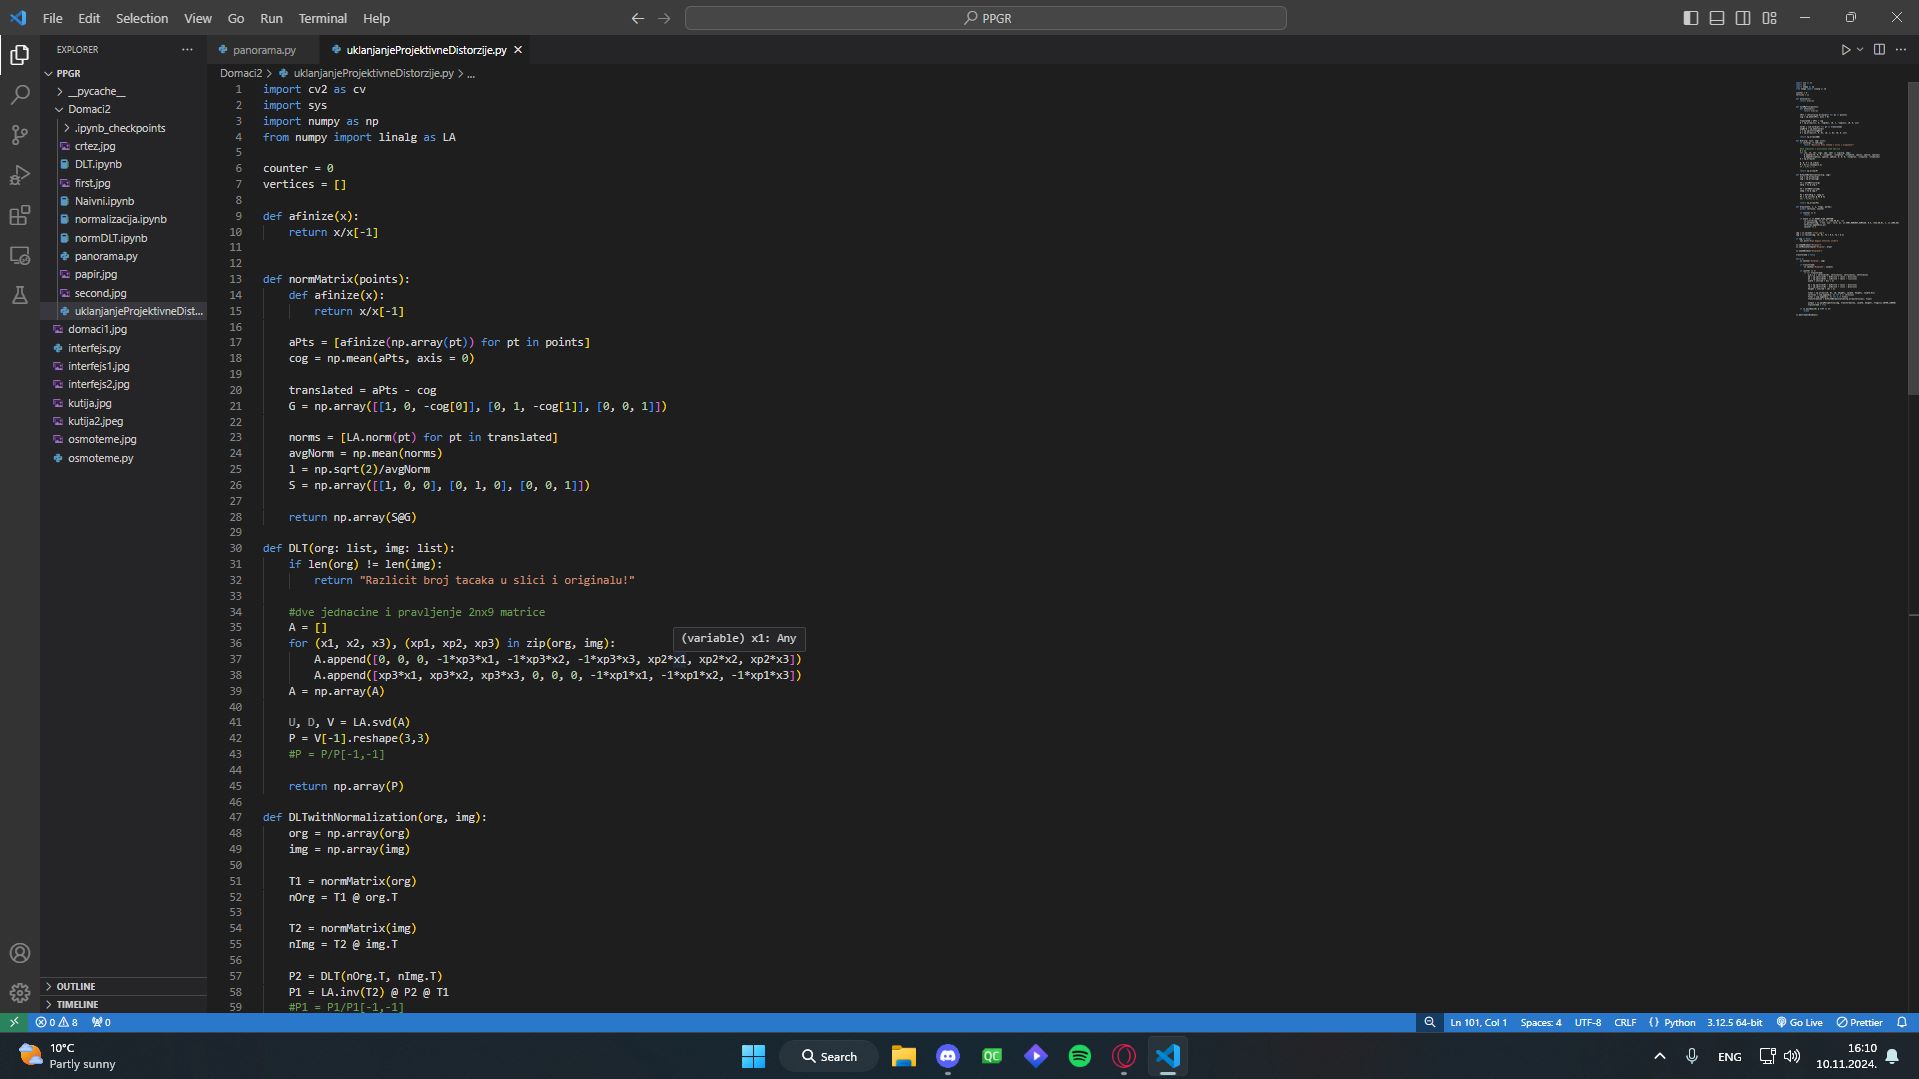 File Edit Selection View Go Run Terminal Help
PPGR
EXPLORER
PPGR
__pycache__
Domaci2
.ipynb_checkpoints
crtez.jpg
DLT.ipynb
first.jpg
Naivni.ipynb
normalizacija.ipynb
normDLT.ipynb
panorama.py
papir.jpg
second.jpg
uklanjanjeProjektivneDist...
domaci1.jpg
interfejs.py
interfejs1.jpg
interfejs2.jpg
kutija.jpg
kutija2.jpeg
osmoteme.jpg
osmoteme.py
OUTLINE
TIMELINE
panorama.py uklanjanjeProjektivneDistorzije.py
Domaci2 > uklanjanjeProjektivneDistorzije.py > ...
1 import cv2 as cv
2 import sys
3 import numpy as np
4 from numpy import linalg as LA
5
6 counter = 0
7 vertices = []
8
9 def afinize(x):
10 return x/x[-1]
11
12
13 def normMatrix(points):
14 def afinize(x):
15 return x/x[-1]
16
17 aPts = [afinize(np.array(pt)) for pt in points]
18 cog = np.mean(aPts, axis = 0)
19
20 translated = aPts - cog
21 G = np.array([[1, 0, -cog[0]], [0, 1, -cog[1]], [0, 0, 1]])
22
23 norms = [LA.norm(pt) for pt in translated]
24 avgNorm = np.mean(norms)
25 l = np.sqrt(2)/avgNorm
26 S = np.array([[l, 0, 0], [0, l, 0], [0, 0, 1]])
27
28 return np.array(S@G)
29
30 def DLT(org: list, img: list):
31 if len(org) != len(img):
32 return "Razlicit broj tacaka u slici i originalu!"
33
34 #dve jednacine i pravljenje 2nx9 matrice
35 A = []
36 for (x1, x2, x3), (xp1, xp2, xp3) in zip(org, img):
(variable) x1: Any
37 A.append([0, 0, 0, -1*xp3*x1, -1*xp3*x2, -1*xp3*x3, xp2*x1, xp2*x2, xp2*x3])
38 A.append([xp3*x1, xp3*x2, xp3*x3, 0, 0, 0, -1*xp1*x1, -1*xp1*x2, -1*xp1*x3])
39 A = np.array(A)
40
41 U, D, V = LA.svd(A)
42 P = V[-1].reshape(3,3)
43 #P = P/P[-1,-1]
44
45 return np.array(P)
46
47 def DLTwithNormalization(org, img):
48 org = np.array(org)
49 img = np.array(img)
50
51 T1 = normMatrix(org)
52 nOrg = T1 @ org.T
53
54 T2 = normMatrix(img)
55 nImg = T2 @ img.T
56
57 P2 = DLT(nOrg.T, nImg.T)
58 P1 = LA.inv(T2) @ P2 @ T1
59 #P1 = P1/P1[-1,-1]
0 8 0
Ln 101, Col 1 Spaces: 4 UTF-8 CRLF {} Python 3.12.5 64-bit Go Live Prettier
10°C
Partly sunny
Search
QC
ENG
16:10
10.11.2024.